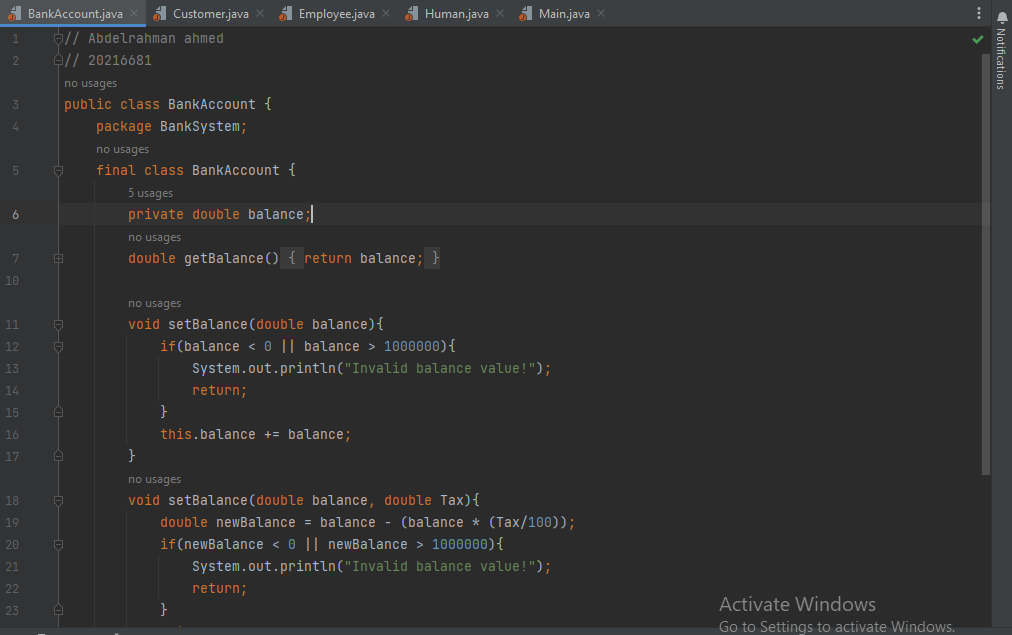 BankAccount.java
Customer.java
Employee.java
Human.java
Main.java
Notifications
1 // Abdelrahman ahmed
2 // 20216681
no usages
3 public class BankAccount {
4 package BankSystem;
no usages
5 final class BankAccount {
5 usages
6 private double balance;
no usages
7 double getBalance() { return balance; }
10
no usages
11 void setBalance(double balance){
12 if(balance < 0 || balance > 1000000){
13 System.out.println("Invalid balance value!");
14 return;
15 }
16 this.balance += balance;
17 }
no usages
18 void setBalance(double balance, double Tax){
19 double newBalance = balance - (balance * (Tax/100));
20 if(newBalance < 0 || newBalance > 1000000){
21 System.out.println("Invalid balance value!");
22 return;
23 }
Activate Windows
Go to Settings to activate Windows.